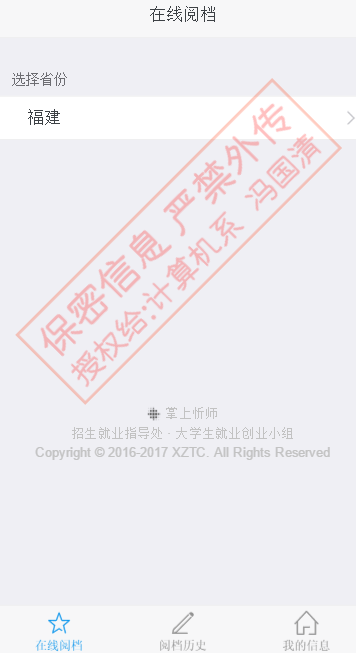 在线阅档
选择省份
福建
保密信息 严禁外传
授权给:计算机系 冯国清
掌上忻师
招生就业指导处 · 大学生就业创业小组
Copyright © 2016-2017 XZTC. All Rights Reserved
在线阅档
阅档历史
我的信息